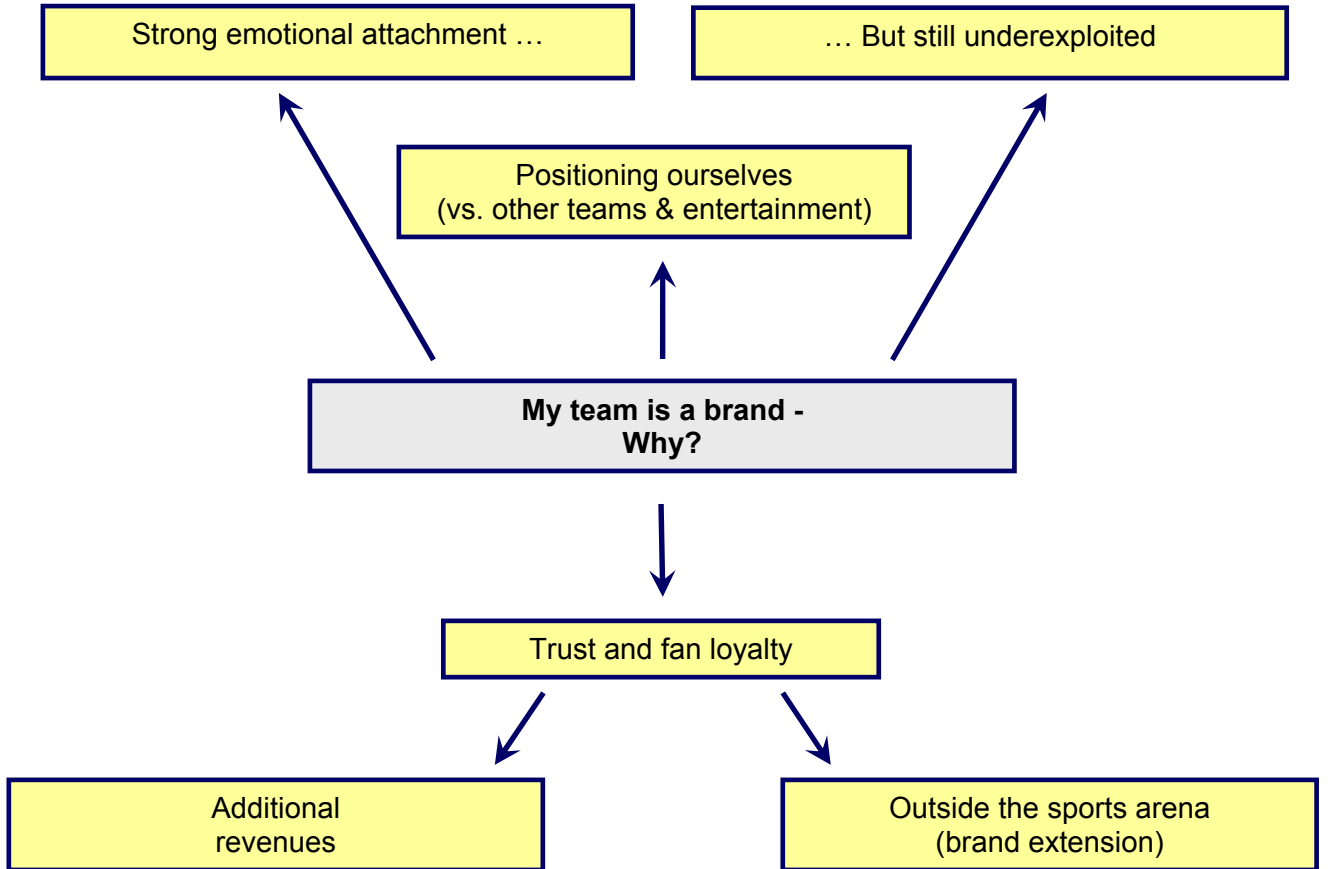 Strong emotional attachment …
… But still underexploited
Positioning ourselves
(vs. other teams & entertainment)
My team is a brand -
Why?
Trust and fan loyalty
Additional
revenues
Outside the sports arena
(brand extension)